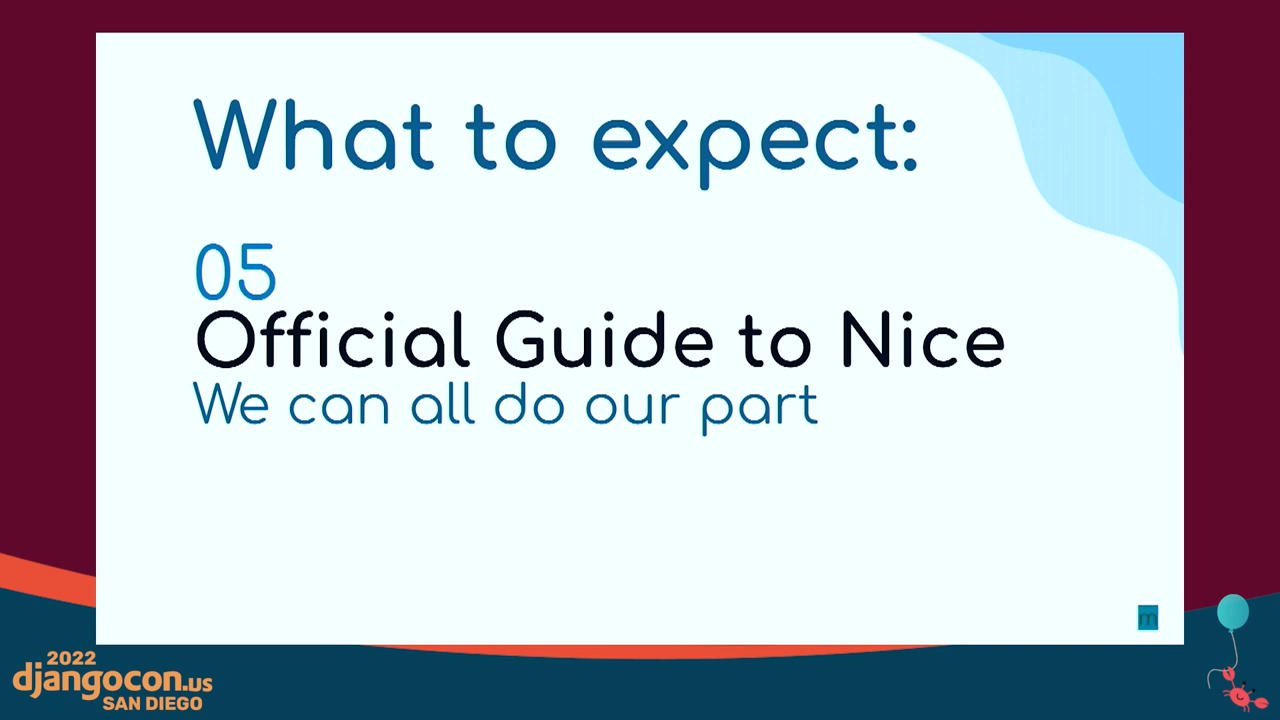 What to expect:
05
Official Guide to Nice
We can all do our part
m
2022
djangocon.us
SAN DIEGO